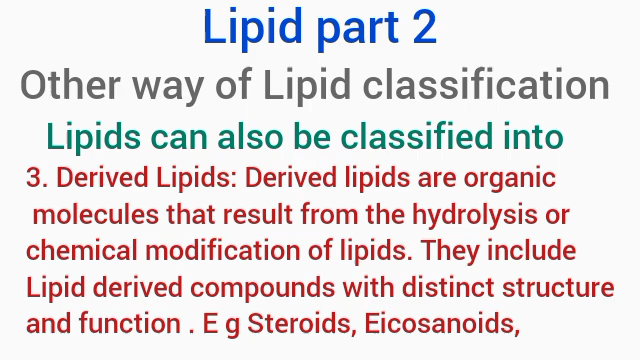 Lipid part 2
Other way of Lipid classification
Lipids can also be classified into
3. Derived Lipids: Derived lipids are organic
molecules that result from the hydrolysis or
chemical modification of lipids. They include
Lipid derived compounds with distinct structure
and function . E g Steroids, Eicosanoids,